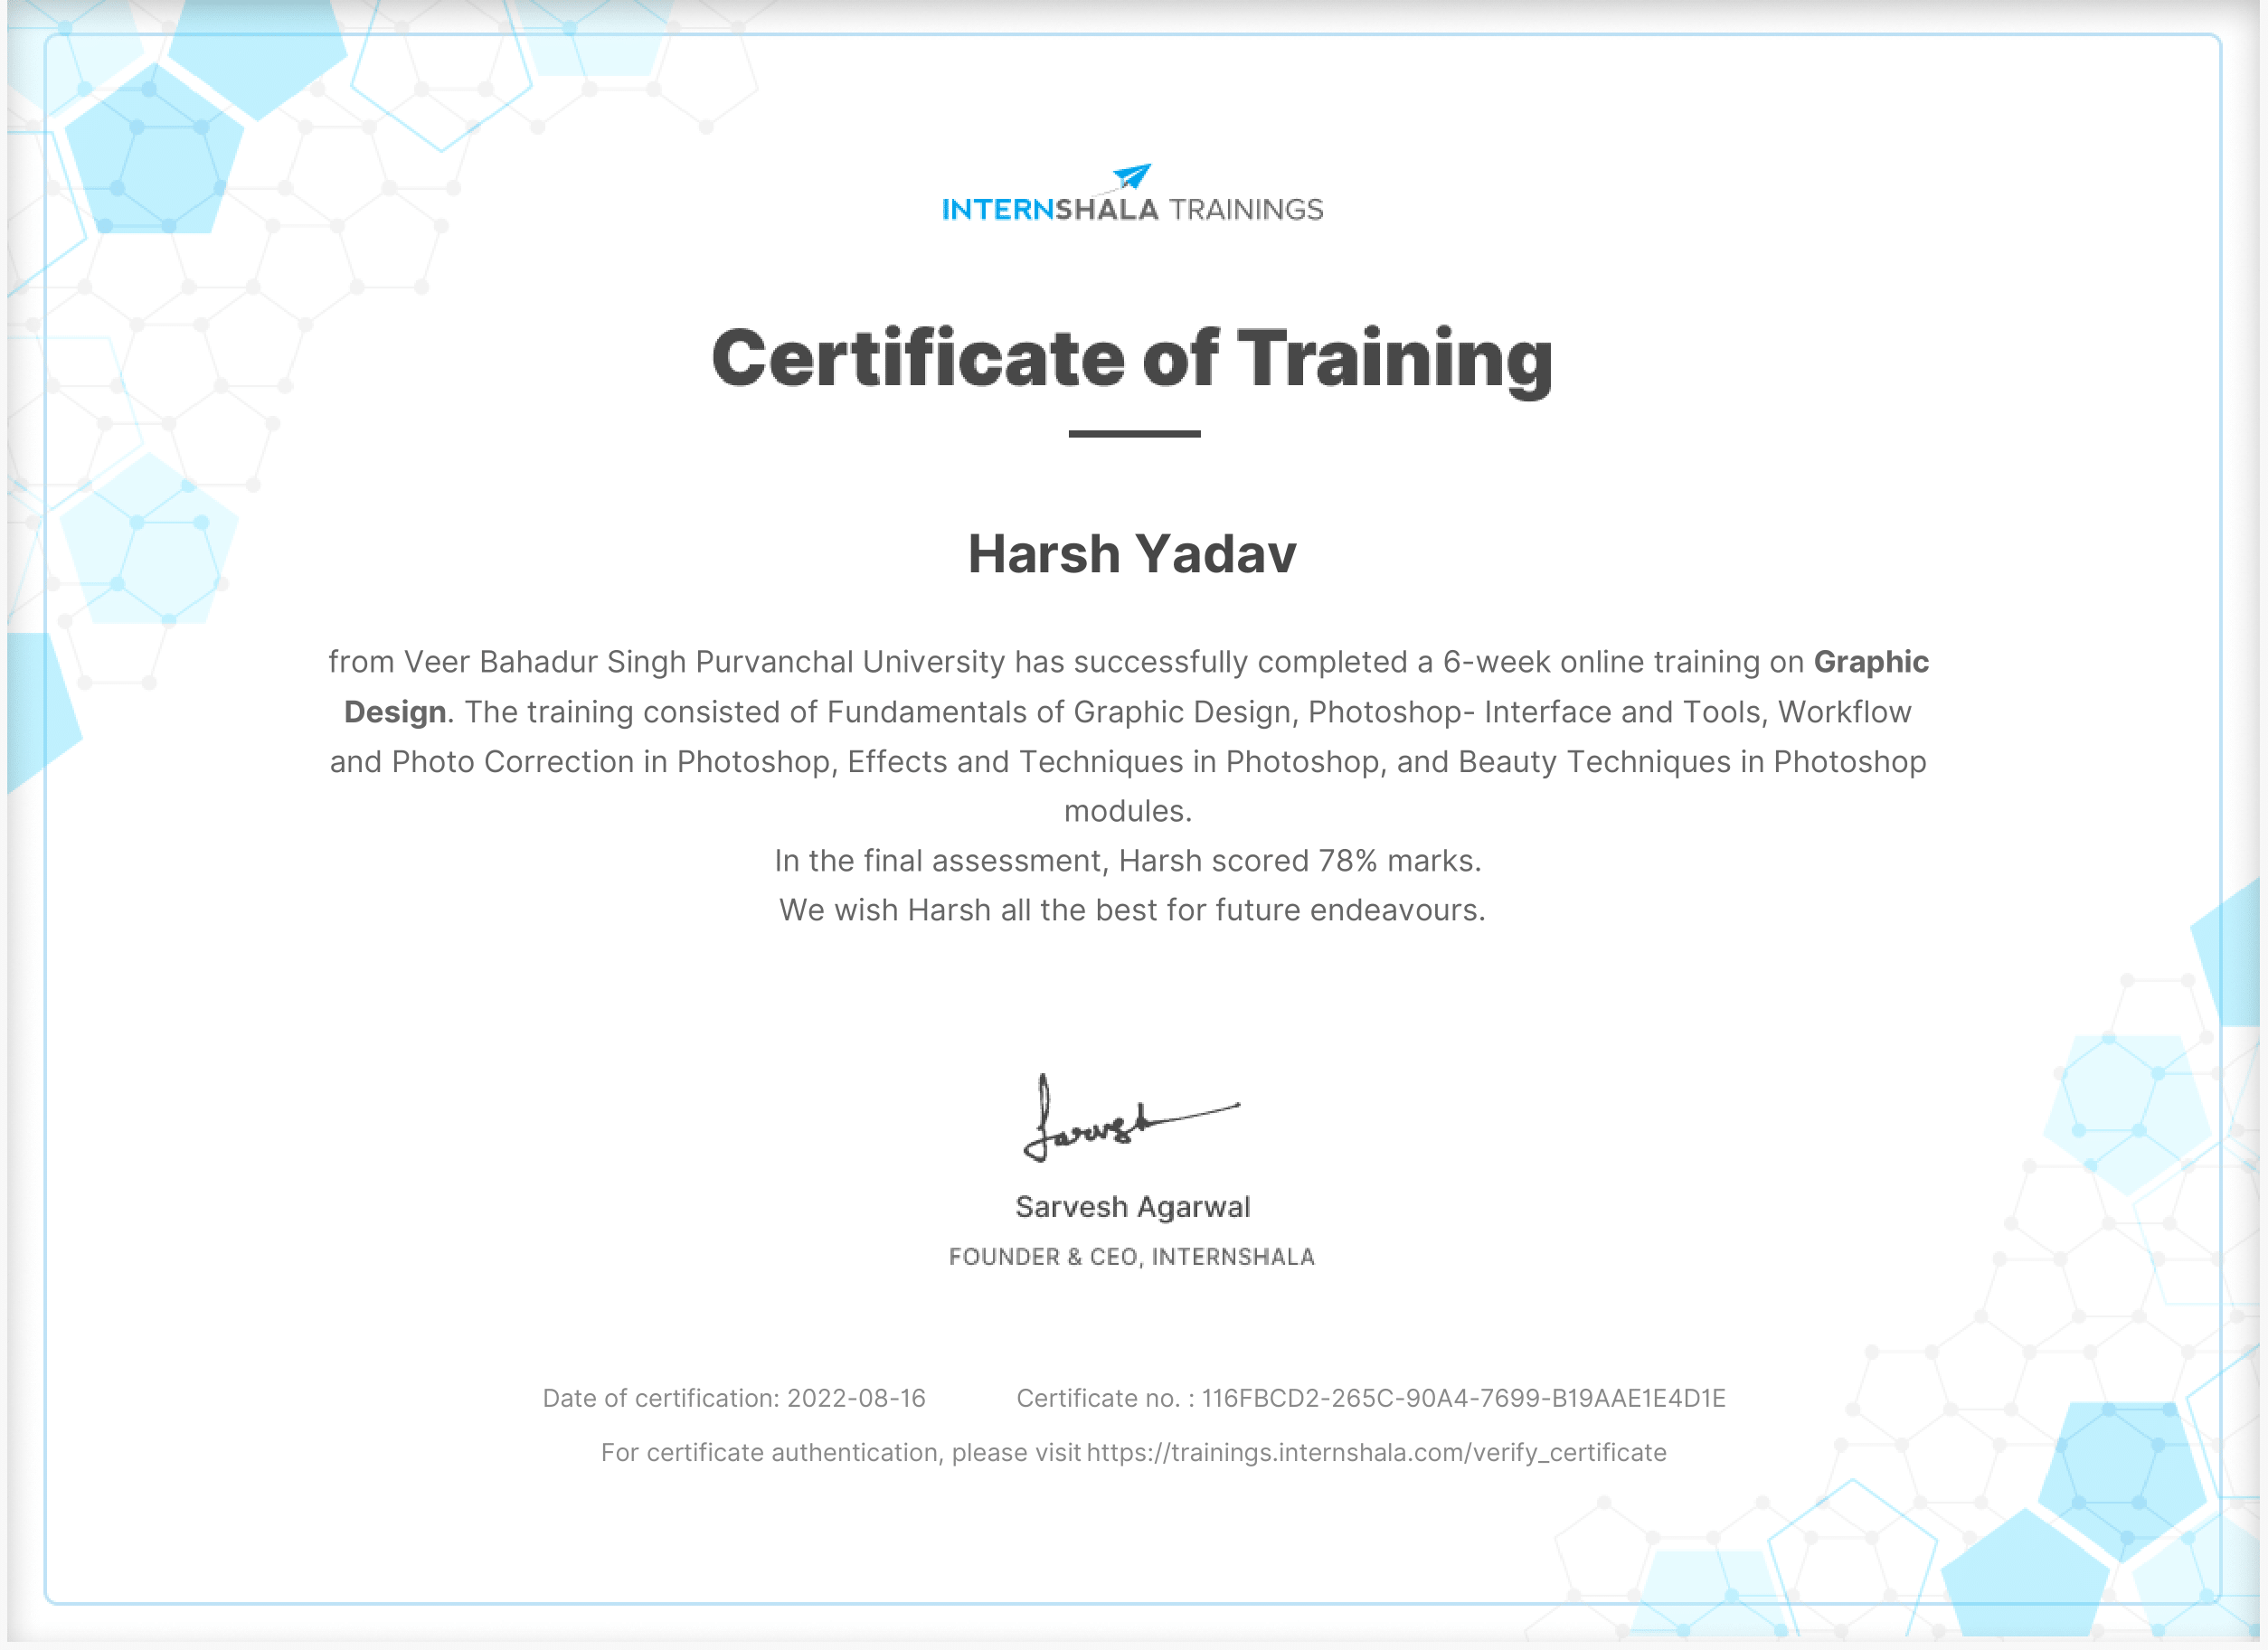 INTERNSHALA TRAININGS
Certificate of Training
Harsh Yadav
from Veer Bahadur Singh Purvanchal University has successfully completed a 6-week online training on Graphic
Design. The training consisted of Fundamentals of Graphic Design, Photoshop- Interface and Tools, Workflow
and Photo Correction in Photoshop, Effects and Techniques in Photoshop, and Beauty Techniques in Photoshop
modules.
In the final assessment, Harsh scored 78% marks.
We wish Harsh all the best for future endeavours.
Sarvesh
Sarvesh Agarwal
FOUNDER & CEO, INTERNSHALA
Date of certification: 2022-08-16 Certificate no. : 116FBCD2-265C-90A4-7699-B19AAE1E4D1E
For certificate authentication, please visit https://trainings.internshala.com/verify_certificate